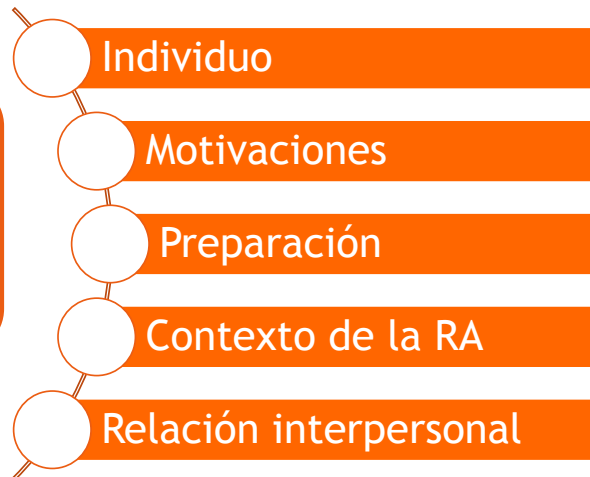 Individuo
Motivaciones
Preparación
Contexto de la RA
Relación interpersonal